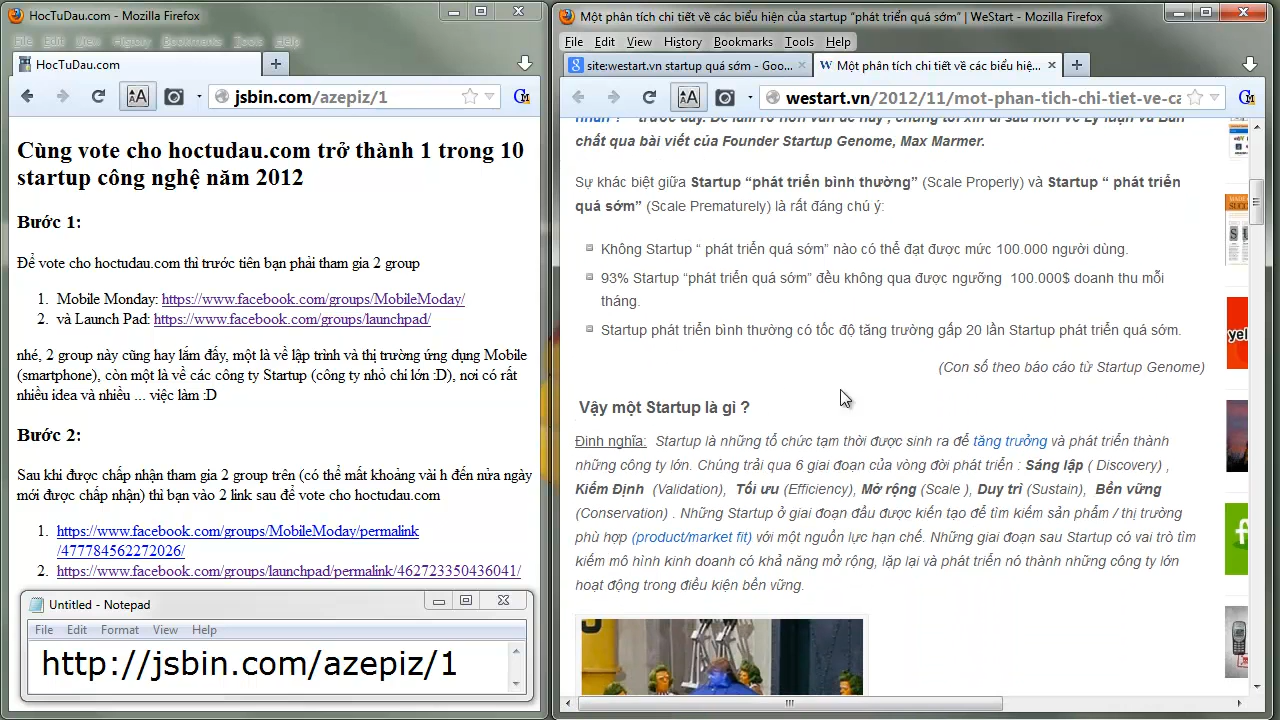 HocTuDau.com - Mozilla Firefox
File Edit View History Bookmarks Tools Help
HocTuDau.com
jsbin.com/azepiz/1
Cùng vote cho hoctudau.com trở thành 1 trong 10
startup công nghệ năm 2012
Bước 1:
Để vote cho hoctudau.com thì trước tiên bạn phải tham gia 2 group
1. Mobile Monday: https://www.facebook.com/groups/MobileModay/
2. và Launch Pad: https://www.facebook.com/groups/launchpad/
nhé, 2 group này cũng hay lắm đấy, một là về lập trình và thị trường ứng dụng Mobile
(smartphone), còn một là về các công ty Startup (công ty nhỏ chí lớn :D), nơi có rất
nhiều idea và nhiều ... việc làm :D
Bước 2:
Sau khi được chấp nhận tham gia 2 group trên (có thể mất khoảng vài h đến nửa ngày
mới được chấp nhận) thì bạn vào 2 link sau để vote cho hoctudau.com
1. https://www.facebook.com/groups/MobileModay/permalink
/477784562272026/
2. https://www.facebook.com/groups/launchpad/permalink/462723350436041/
Untitled - Notepad
File Edit Format View Help
http://jsbin.com/azepiz/1
Một phân tích chi tiết về các biểu hiện của startup “phát triển quá sớm” | WeStart - Mozilla Firefox
File Edit View History Bookmarks Tools Help
site:westart.vn startup quá sớm - Goo...
Một phân tích chi tiết về các biểu hiệ...
westart.vn/2012/11/mot-phan-tich-chi-tiet-ve-ca
chất qua bài viết của Founder Startup Genome, Max Marmer.
Sự khác biệt giữa Startup “phát triển bình thường” (Scale Properly) và Startup “ phát triển
quá sớm” (Scale Prematurely) là rất đáng chú ý:
Không Startup “ phát triển quá sớm” nào có thể đạt được mức 100.000 người dùng.
93% Startup “phát triển quá sớm” đều không qua được ngưỡng 100.000$ doanh thu mỗi
tháng.
Startup phát triển bình thường có tốc độ tăng trưởng gấp 20 lần Startup phát triển quá sớm.
(Con số theo báo cáo từ Startup Genome)
Vậy một Startup là gì ?
Định nghĩa: Startup là những tổ chức tạm thời được sinh ra để tăng trưởng và phát triển thành
những công ty lớn. Chúng trải qua 6 giai đoạn của vòng đời phát triển : Sáng lập ( Discovery) ,
Kiểm Định (Validation), Tối ưu (Efficiency), Mở rộng (Scale ), Duy trì (Sustain), Bền vững
(Conservation) . Những Startup ở giai đoạn đầu được kiến tạo để tìm kiếm sản phẩm / thị trường
phù hợp (product/market fit) với một nguồn lực hạn chế. Những giai đoạn sau Startup có vai trò tìm
kiếm mô hình kinh doanh có khả năng mở rộng, lặp lại và phát triển nó thành những công ty lớn
hoạt động trong điều kiện bền vững.